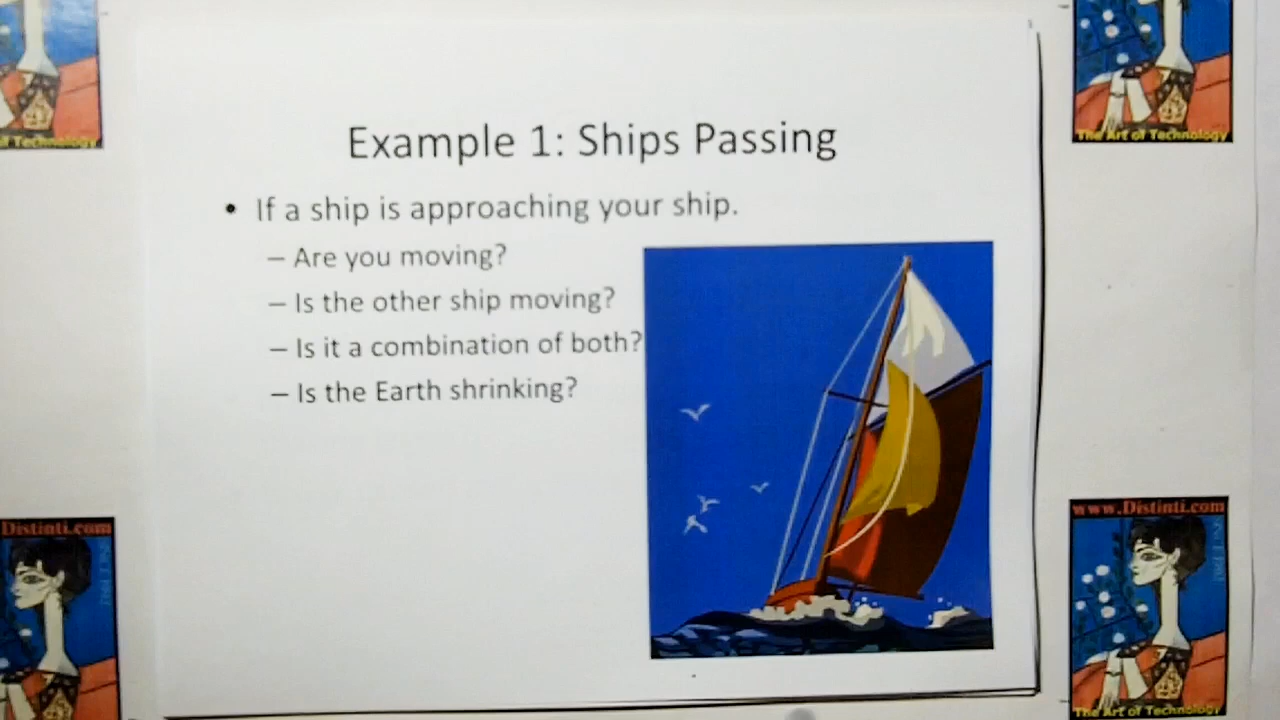 of Technology
The Art of Technology
Example 1: Ships Passing
• If a ship is approaching your ship.
– Are you moving?
– Is the other ship moving?
– Is it a combination of both?
– Is the Earth shrinking?
Distinti.com
www.Distinti.com
The Art of Technology